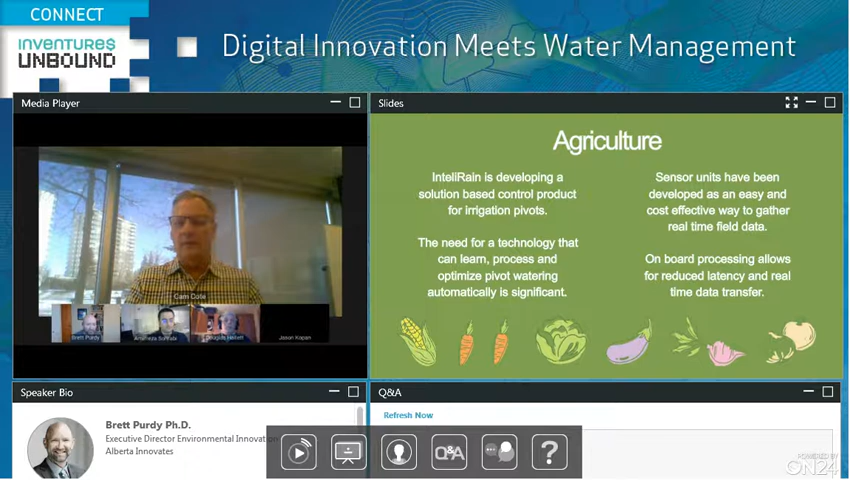 CONNECT
INVENTURE$
UNBOUND
Digital Innovation Meets Water Management
Media Player
Cam Cote
Brett Purdy
Jason Kopan
Slides
Agriculture
InteliRain is developing a
solution based control product
for irrigation pivots.
The need for a technology that
can learn, process and
optimize pivot watering
automatically is significant.
Sensor units have been
developed as an easy and
cost effective way to gather
real time field data.
On board processing allows
for reduced latency and real
time data transfer.
Speaker Bio
Brett Purdy Ph.D.
Executive Director Environmental Innovation
Alberta Innovates
Q&A
Refresh Now
Q&A
?
POWERED BY
ON24